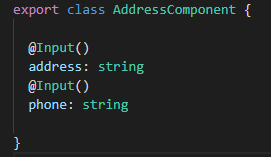 export class AddressComponent {
@Input()
address: string
@Input()
phone: string
}